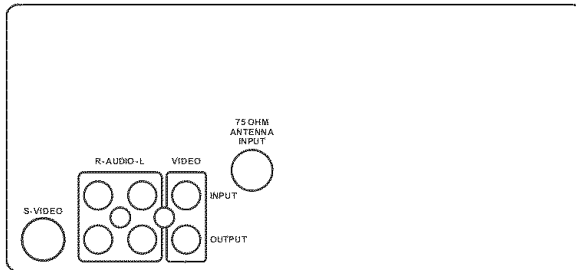 75 OHM
ANTENNA
INPUT
R-AUDIO-L VIDEO
INPUT
S-VIDEO
OUTPUT